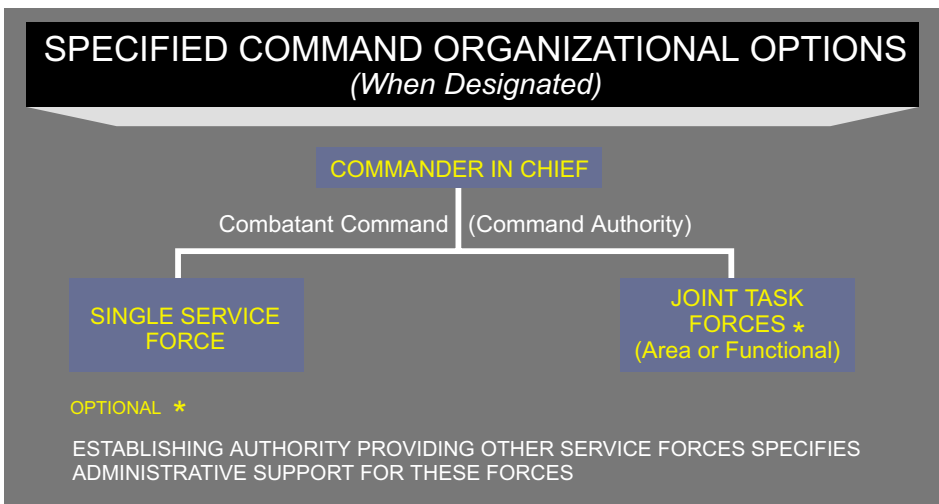 SPECIFIED COMMAND ORGANIZATIONAL OPTIONS
(When Designated)
COMMANDER IN CHIEF
Combatant Command (Command Authority)
SINGLE SERVICE
FORCE
JOINT TASK
FORCES *
(Area or Functional)
OPTIONAL *
ESTABLISHING AUTHORITY PROVIDING OTHER SERVICE FORCES SPECIFIES
ADMINISTRATIVE SUPPORT FOR THESE FORCES